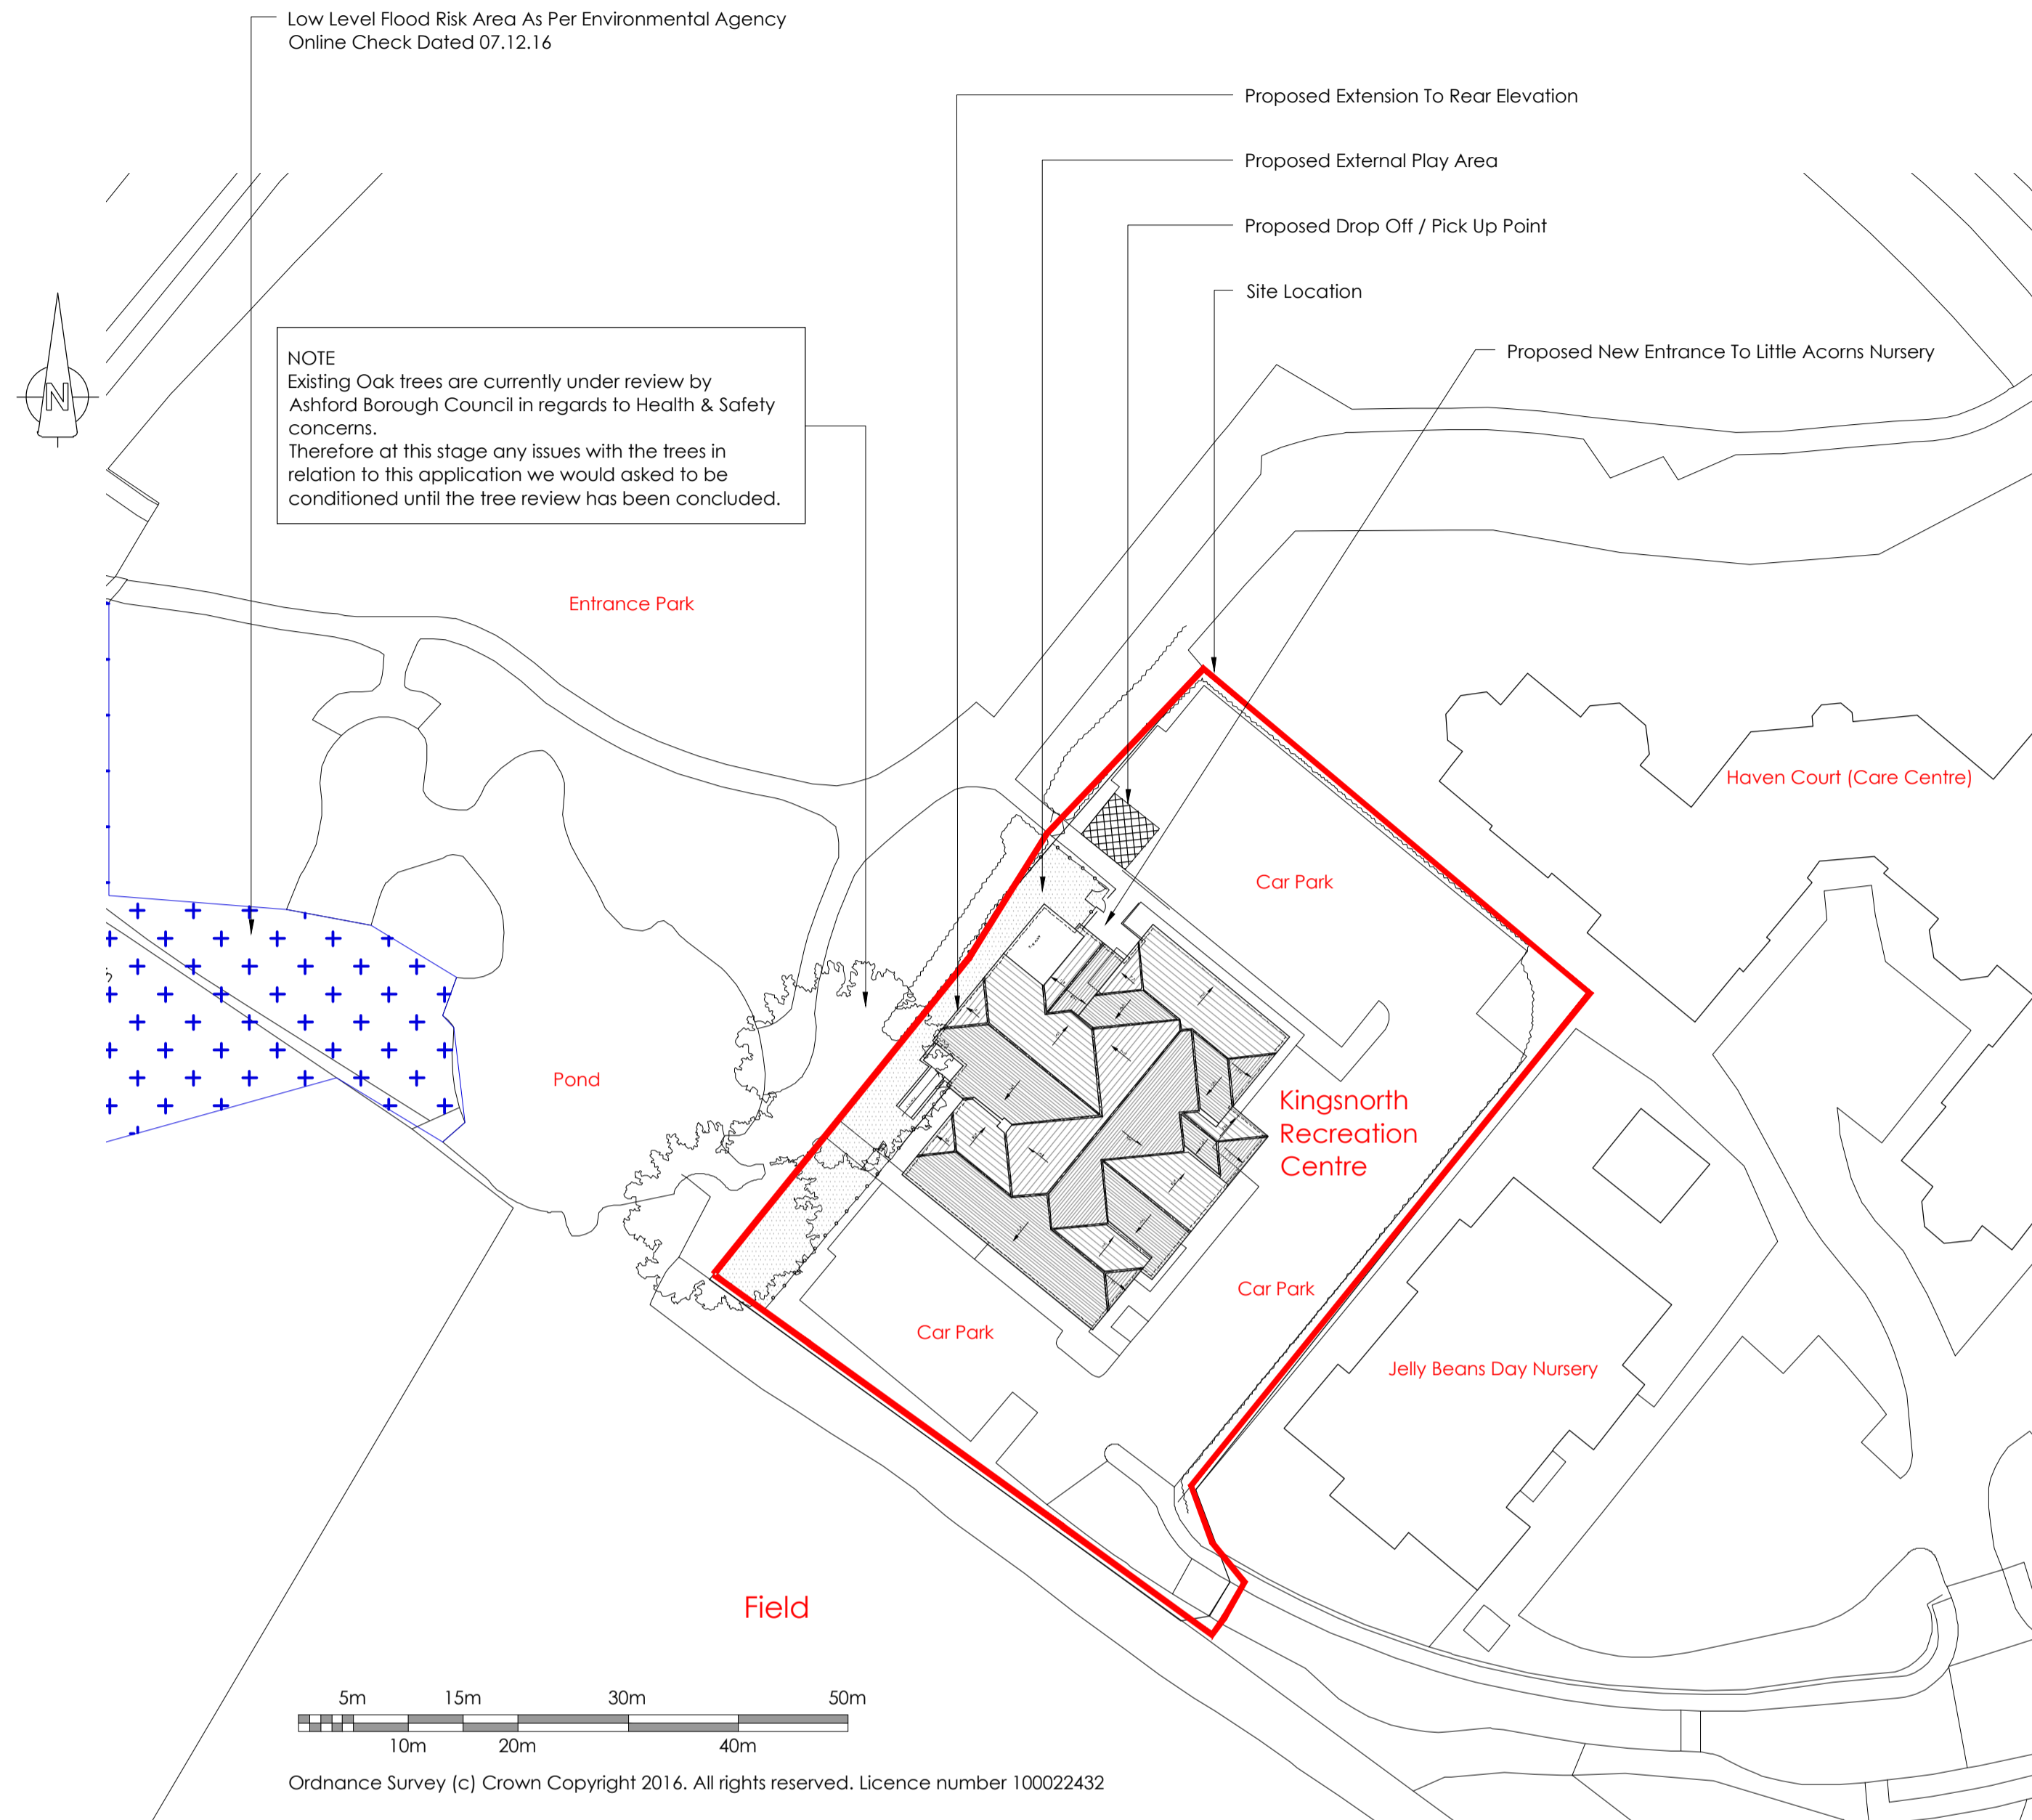 Low Level Flood Risk Area As Per Environmental Agency
Online Check Dated 07.12.16
Proposed Extension To Rear Elevation
Proposed External Play Area
Proposed Drop Off / Pick Up Point
Site Location
Proposed New Entrance To Little Acorns Nursery
N
NOTE
Existing Oak trees are currently under review by
Ashford Borough Council in regards to Health & Safety
concerns.
Therefore at this stage any issues with the trees in
relation to this application we would asked to be
conditioned until the tree review has been concluded.
Entrance Park
Haven Court (Care Centre)
Car Park
Pond
Kingsnorth
Recreation
Centre
Car Park
Car Park
Jelly Beans Day Nursery
Field
5m 15m 30m 50m
10m 20m 40m
Ordnance Survey (c) Crown Copyright 2016. All rights reserved. Licence number 100022432